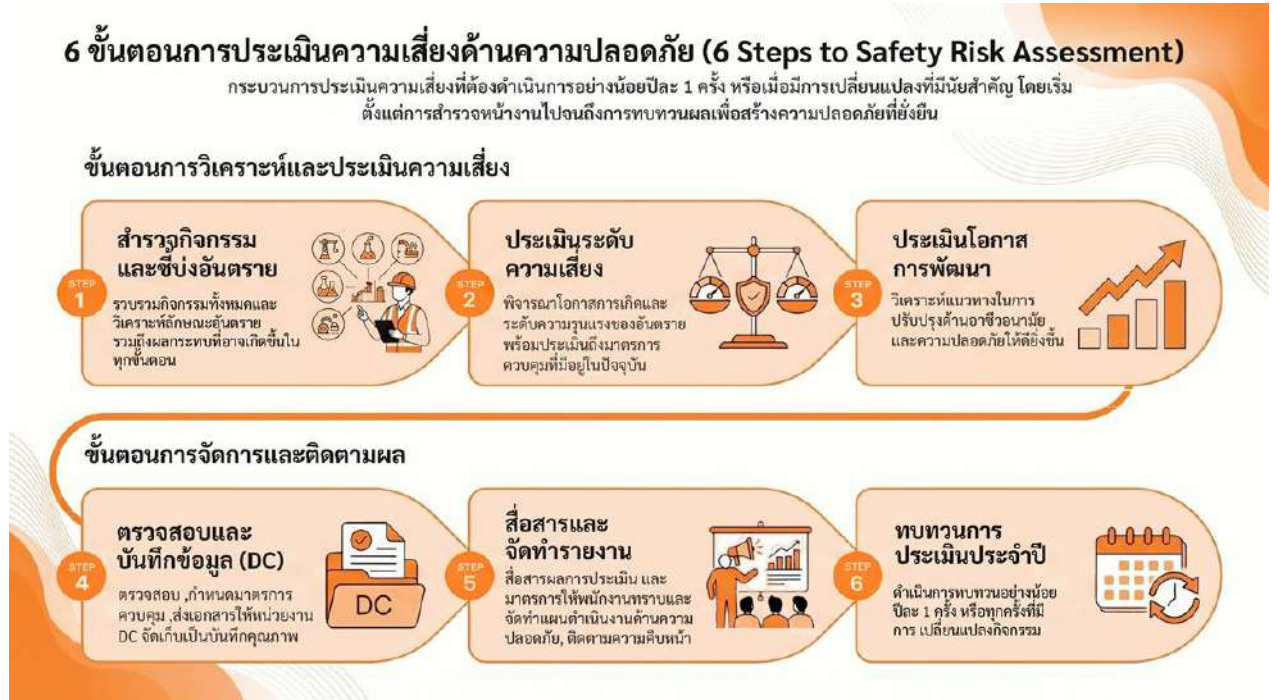 6 ขั้นตอนการประเมินความเสี่ยงด้านความปลอดภัย (6 Steps to Safety Risk Assessment)
กระบวนการประเมินความเสี่ยงที่ต้องดำเนินการอย่างน้อยปีละ 1 ครั้ง หรือเมื่อมีการเปลี่ยนแปลงที่มีนัยสำคัญ โดยเริ่ม
ตั้งแต่การสำรวจหน้างานไปจนถึงการทบทวนผลเพื่อสร้างความปลอดภัยที่ยั่งยืน
ขั้นตอนการวิเคราะห์และประเมินความเสี่ยง
STEP
1
สำรวจกิจกรรม
และชี้บ่งอันตราย
รวบรวมกิจกรรมทั้งหมดและ
วิเคราะห์ลักษณะอันตราย
รวมถึงผลกระทบที่อาจเกิดขึ้นใน
ทุกขั้นตอน
STEP
2
ประเมินระดับ
ความเสี่ยง
พิจารณาโอกาสการเกิดและ
ระดับความรุนแรงของอันตราย
พร้อมประเมินถึงมาตรการ
ควบคุมที่มีอยู่ในปัจจุบัน
STEP
3
ประเมินโอกาส
การพัฒนา
วิเคราะห์แนวทางในการ
ปรับปรุงด้านอาชีวอนามัย
และความปลอดภัยให้ดียิ่งขึ้น
ขั้นตอนการจัดการและติดตามผล
STEP
4
ตรวจสอบและ
บันทึกข้อมูล (DC)
ตรวจสอบ ,กำหนดมาตรการ
ควบคุม ,ส่งเอกสารให้หน่วยงาน
DC จัดเก็บเป็นบันทึกคุณภาพ
DC
STEP
5
สื่อสารและ
จัดทำรายงาน
สื่อสารผลการประเมิน และ
มาตรการให้พนักงานทราบและ
จัดทำแผนดำเนินงานด้านความ
ปลอดภัย, ติดตามความคืบหน้า
STEP
6
ทบทวนการ
ประเมินประจำปี
ดำเนินการทบทวนอย่างน้อย
ปีละ 1 ครั้ง หรือทุกครั้งที่มี
การ เปลี่ยนแปลงกิจกรรม